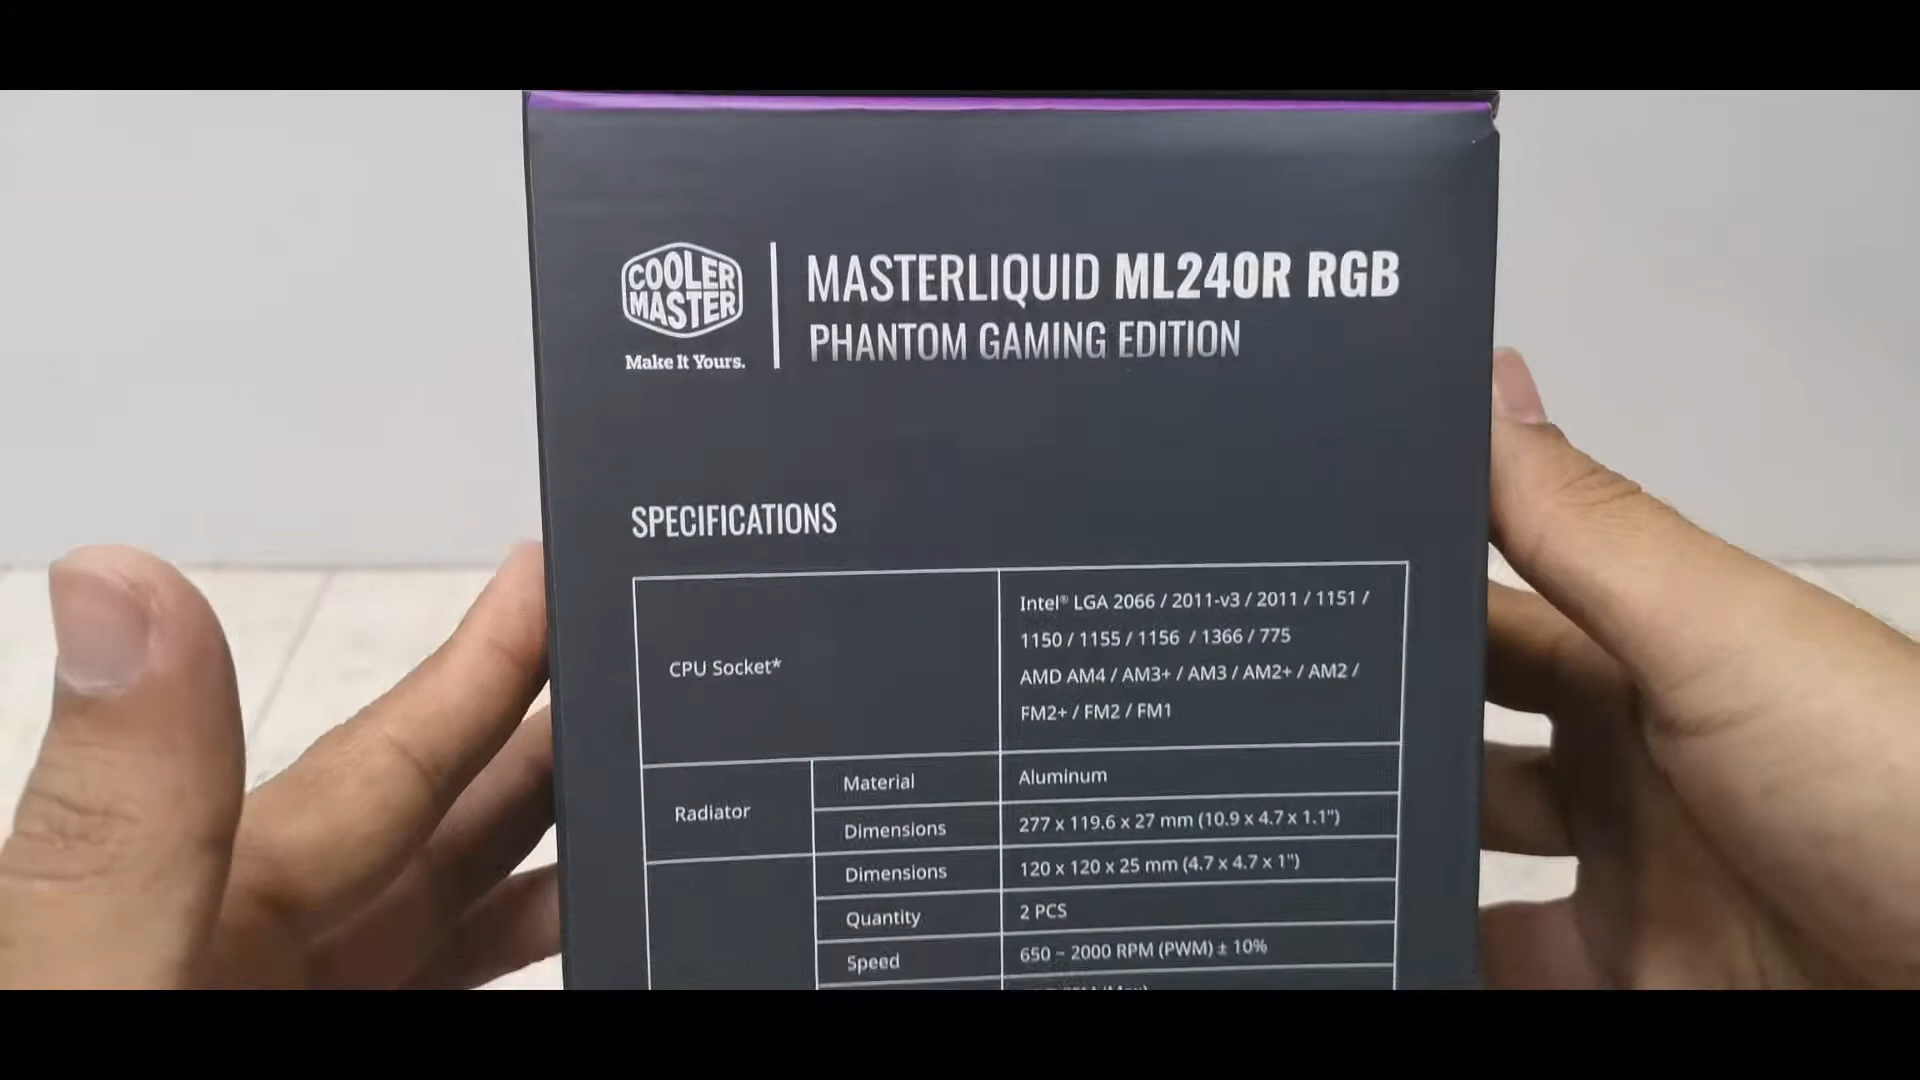 COOLER
MASTER
Make It Yours.
MASTERLIQUID ML240R RGB
PHANTOM GAMING EDITION
SPECIFICATIONS
CPU Socket*
Intel® LGA 2066 / 2011-v3 / 2011 / 1151 /
1150 / 1155 / 1156 / 1366 / 775
AMD AM4 / AM3+ / AM3 / AM2+ / AM2 /
FM2+ / FM2 / FM1
Radiator
Material
Aluminum
Dimensions
277 x 119.6 x 27 mm (10.9 x 4.7 x 1.1")
Dimensions
120 x 120 x 25 mm (4.7 x 4.7 x 1")
Quantity
2 PCS
Speed
650 ~ 2000 RPM (PWM) ± 10%